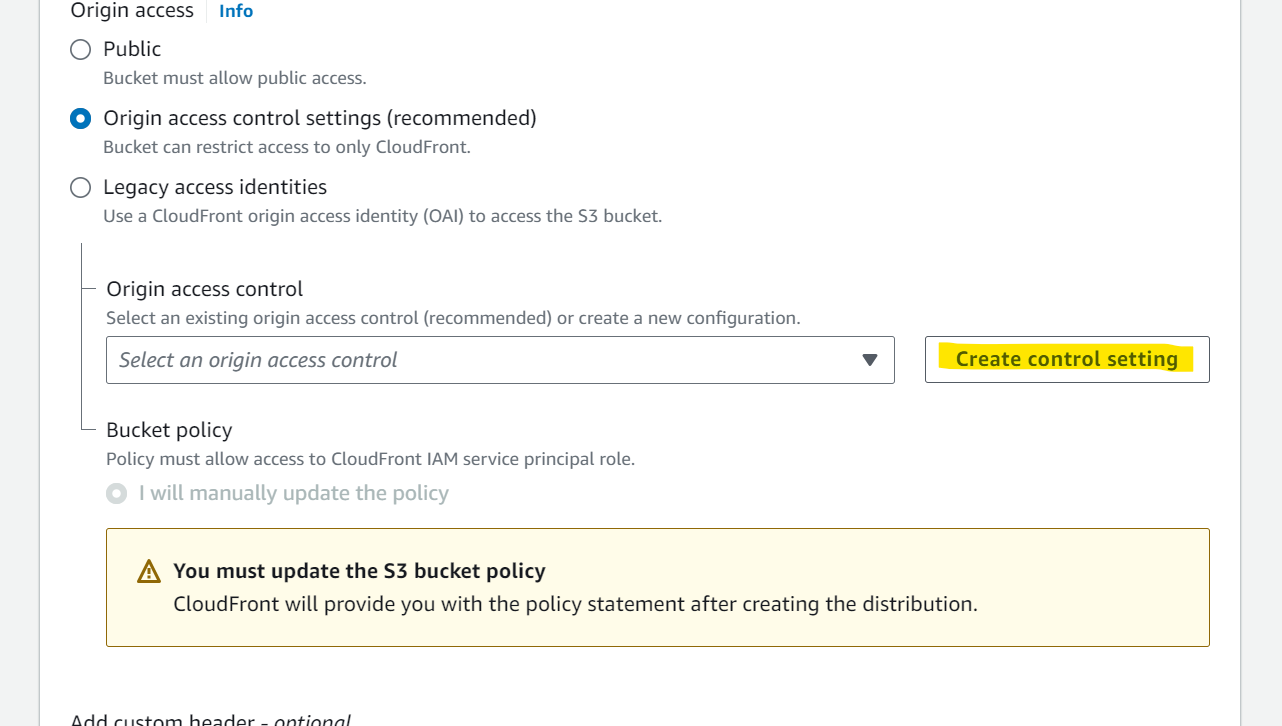 Origin access Info
Public
Bucket must allow public access.
Origin access control settings (recommended)
Bucket can restrict access to only CloudFront.
Legacy access identities
Use a CloudFront origin access identity (OAI) to access the S3 bucket.
Origin access control
Select an existing origin access control (recommended) or create a new configuration.
Select an origin access control
Create control setting
Bucket policy
Policy must allow access to CloudFront IAM service principal role.
I will manually update the policy
You must update the S3 bucket policy
CloudFront will provide you with the policy statement after creating the distribution.
Add custom header - optional